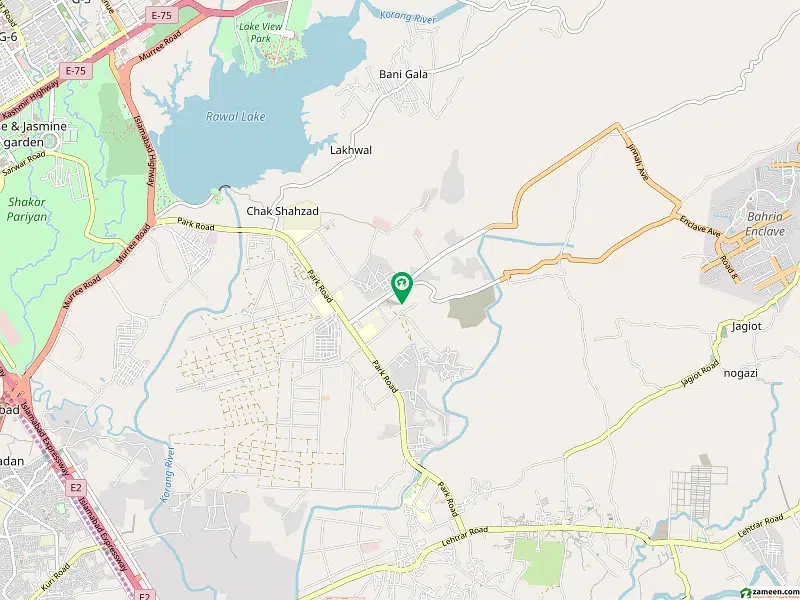 G-5
E-75
Murree Road
G-6
Lake View
Park
Korang River
Bani Gala
E-75
Kashmir Highway
Rawal Lake
Islamabad Highway
se & Jasmine
garden
Sarwar Road
Lakhwal
Jinnah Ave
Shakar
Pariyan
Chak Shahzad
Park Road
Enclave Ave
Bahria
Enclave
Murree Road
Road 8
Murree Road
Park Road
Jagiot
Park Road
Jagiot Road
nogazi
bad
Islamabad Expressway
adan
Korang River
E2
Park Road
Islamabad Expressway
Lehtrar Road
Lehtrar Road
Kuri Road
E2
zameen.com